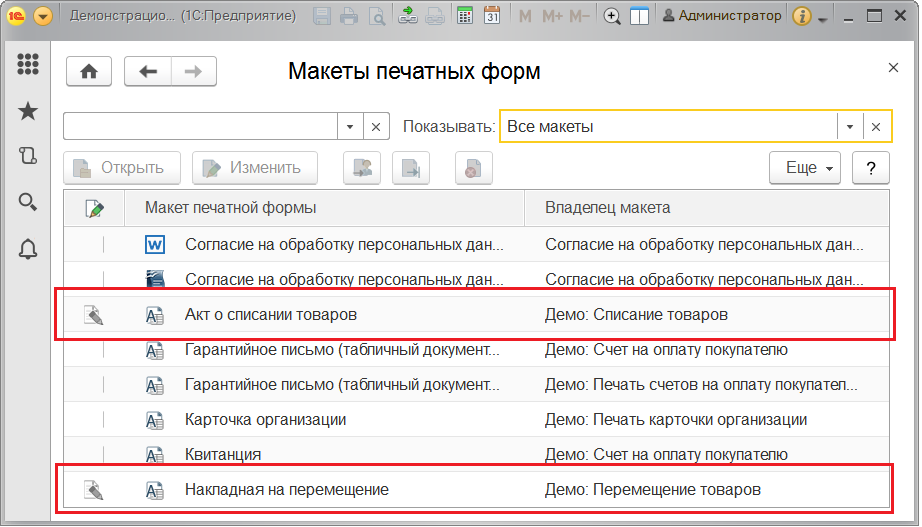 Демонстрацио... (1С:Предприятие) M M+ M− Администратор
Макеты печатных форм
Показывать: Все макеты
Открыть Изменить Еще ?
Макет печатной формы Владелец макета
Согласие на обработку персональных дан... Согласие на обработку персональных дан...
Согласие на обработку персональных дан... Согласие на обработку персональных дан...
Акт о списании товаров Демо: Списание товаров
Гарантийное письмо (табличный документ... Демо: Счет на оплату покупателю
Гарантийное письмо (табличный документ... Демо: Печать счетов на оплату покупател...
Карточка организации Демо: Печать карточки организации
Квитанция Демо: Счет на оплату покупателю
Накладная на перемещение Демо: Перемещение товаров